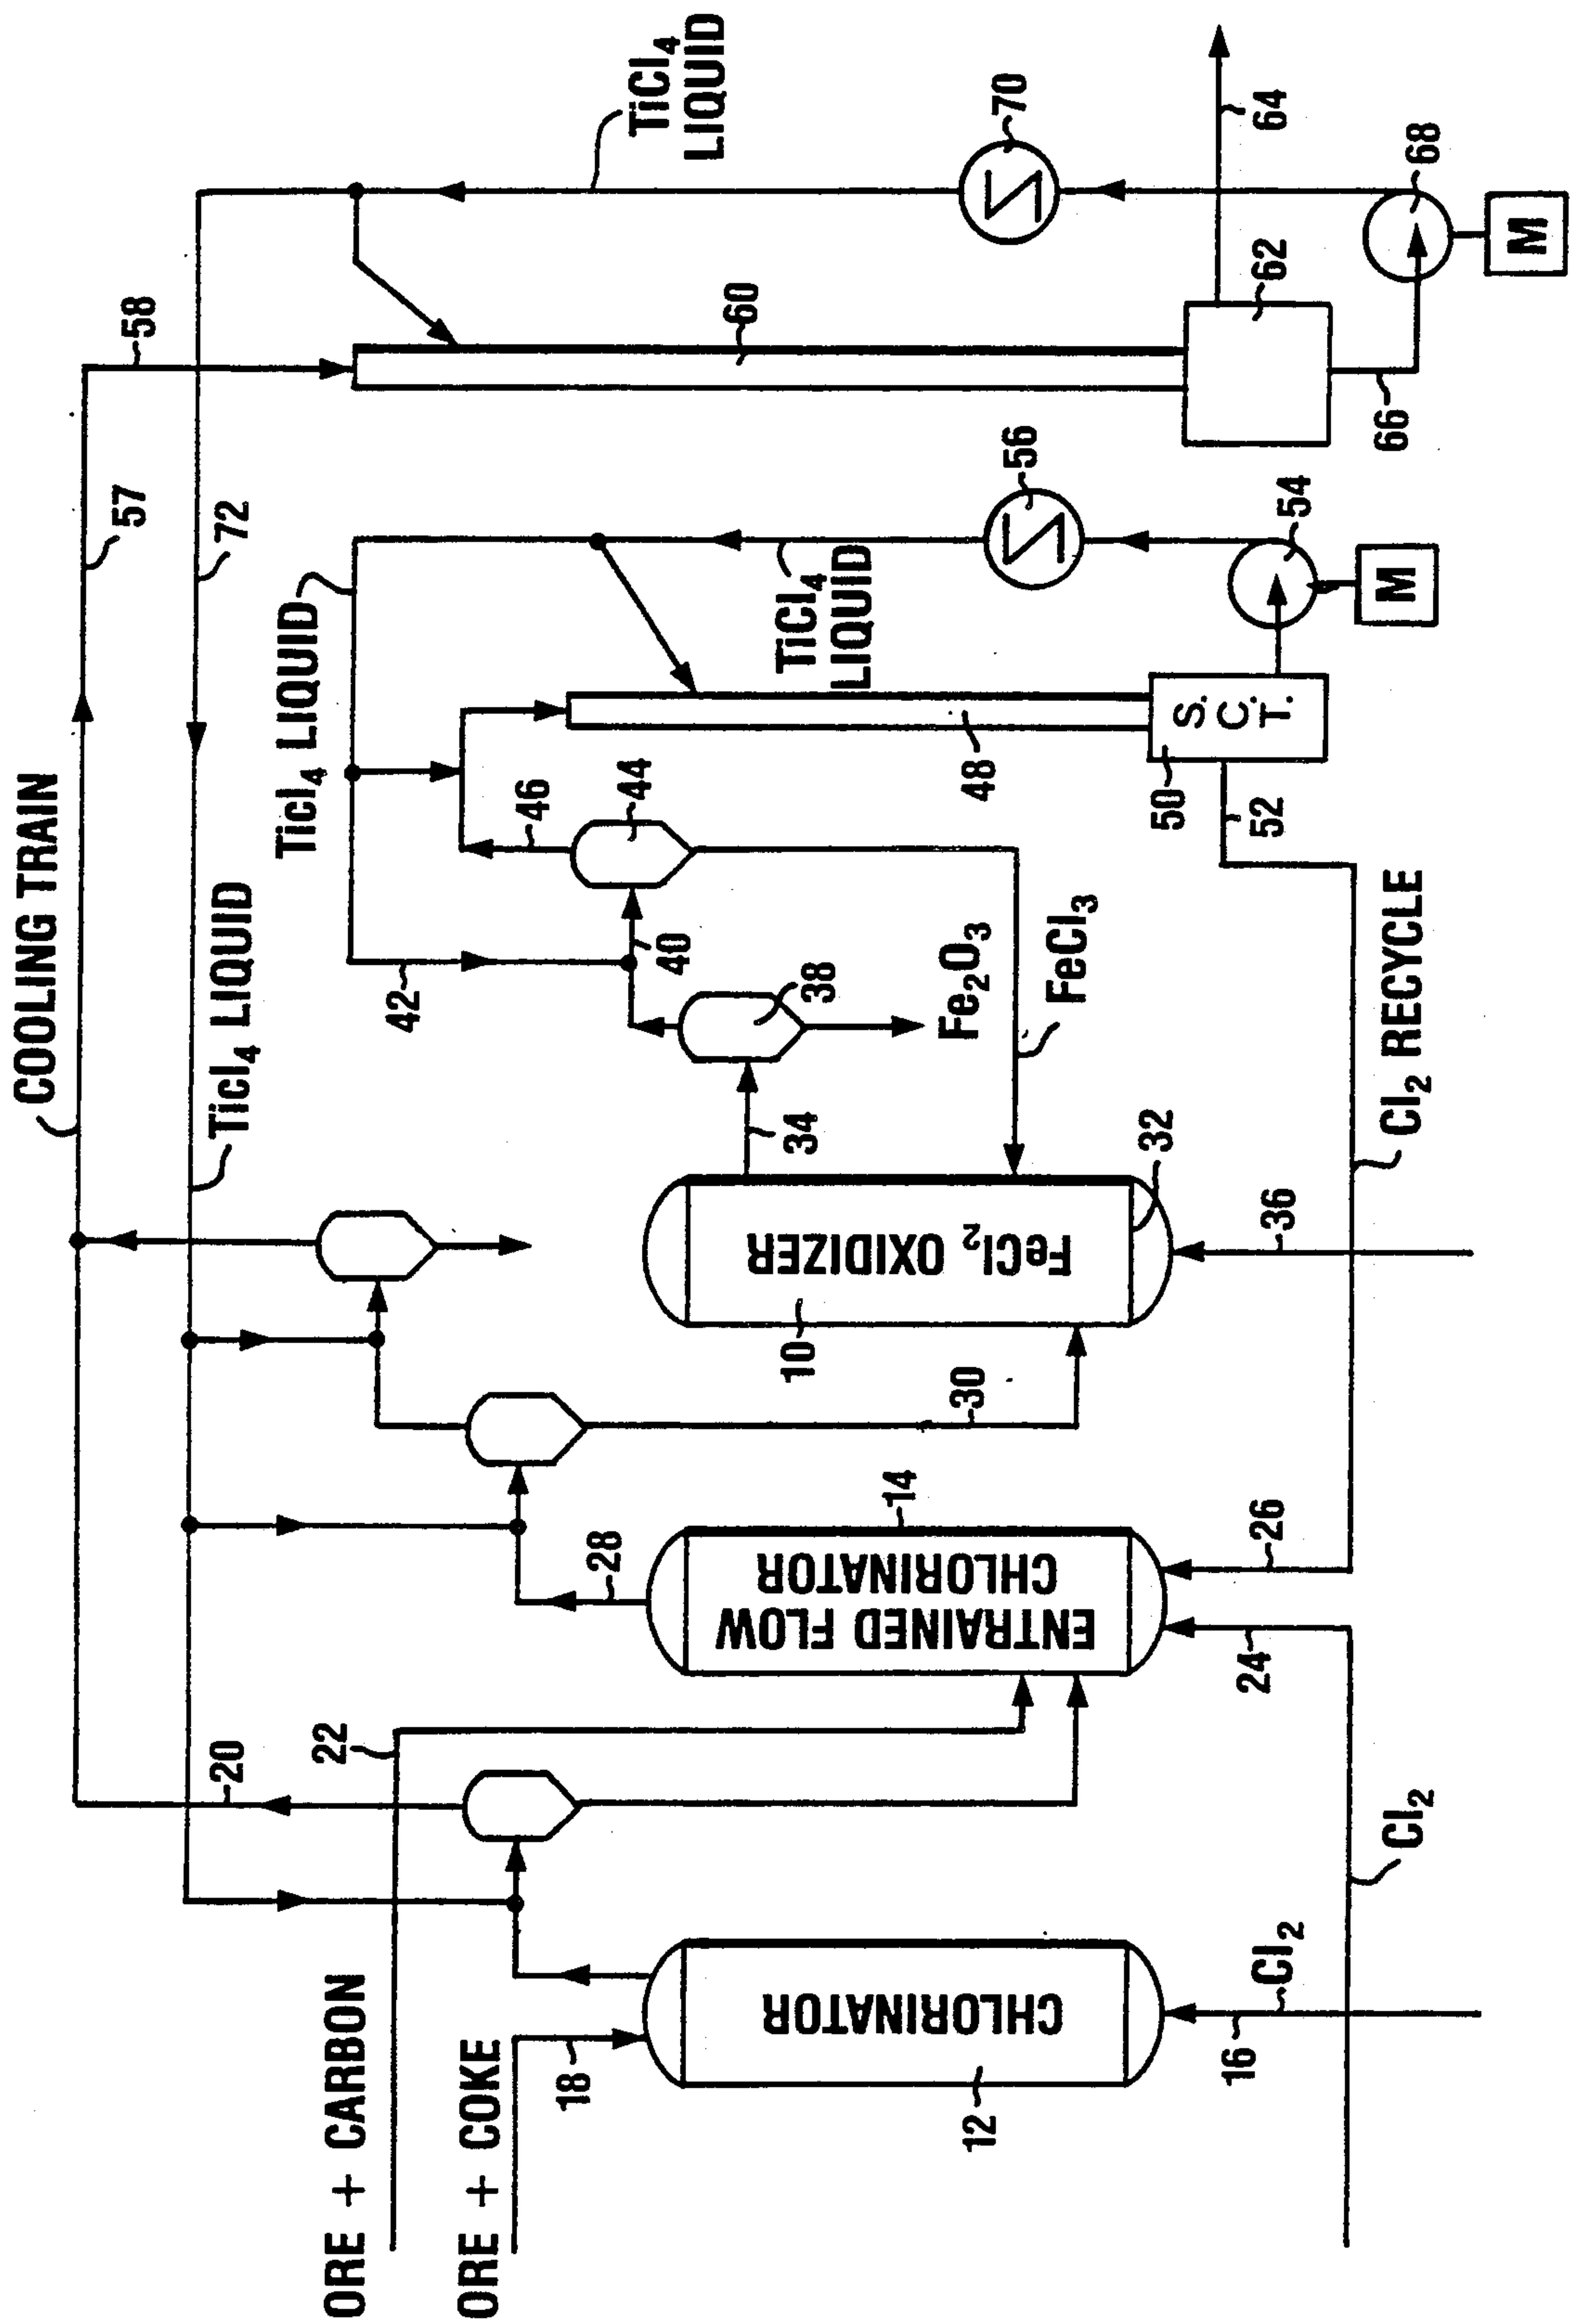 COOLING TRAIN
57
58
72
TiCl4 LIQUID
TiCl4 LIQUID
TiCl4
LIQUID
20
22
ORE + CARBON
ORE + COKE
18
CHLORINATOR
12
16
Cl2
Cl2
ENTRAINED FLOW
CHLORINATOR
14
24
26
28
30
FeCl2 OXIDIZER
10
32
34
36
38
Fe2O3
FeCl3
40
42
44
46
48
TiCl4
LIQUID
50
S.
C.
T.
52
Cl2 RECYCLE
54
M
56
60
62
64
66
68
M
70